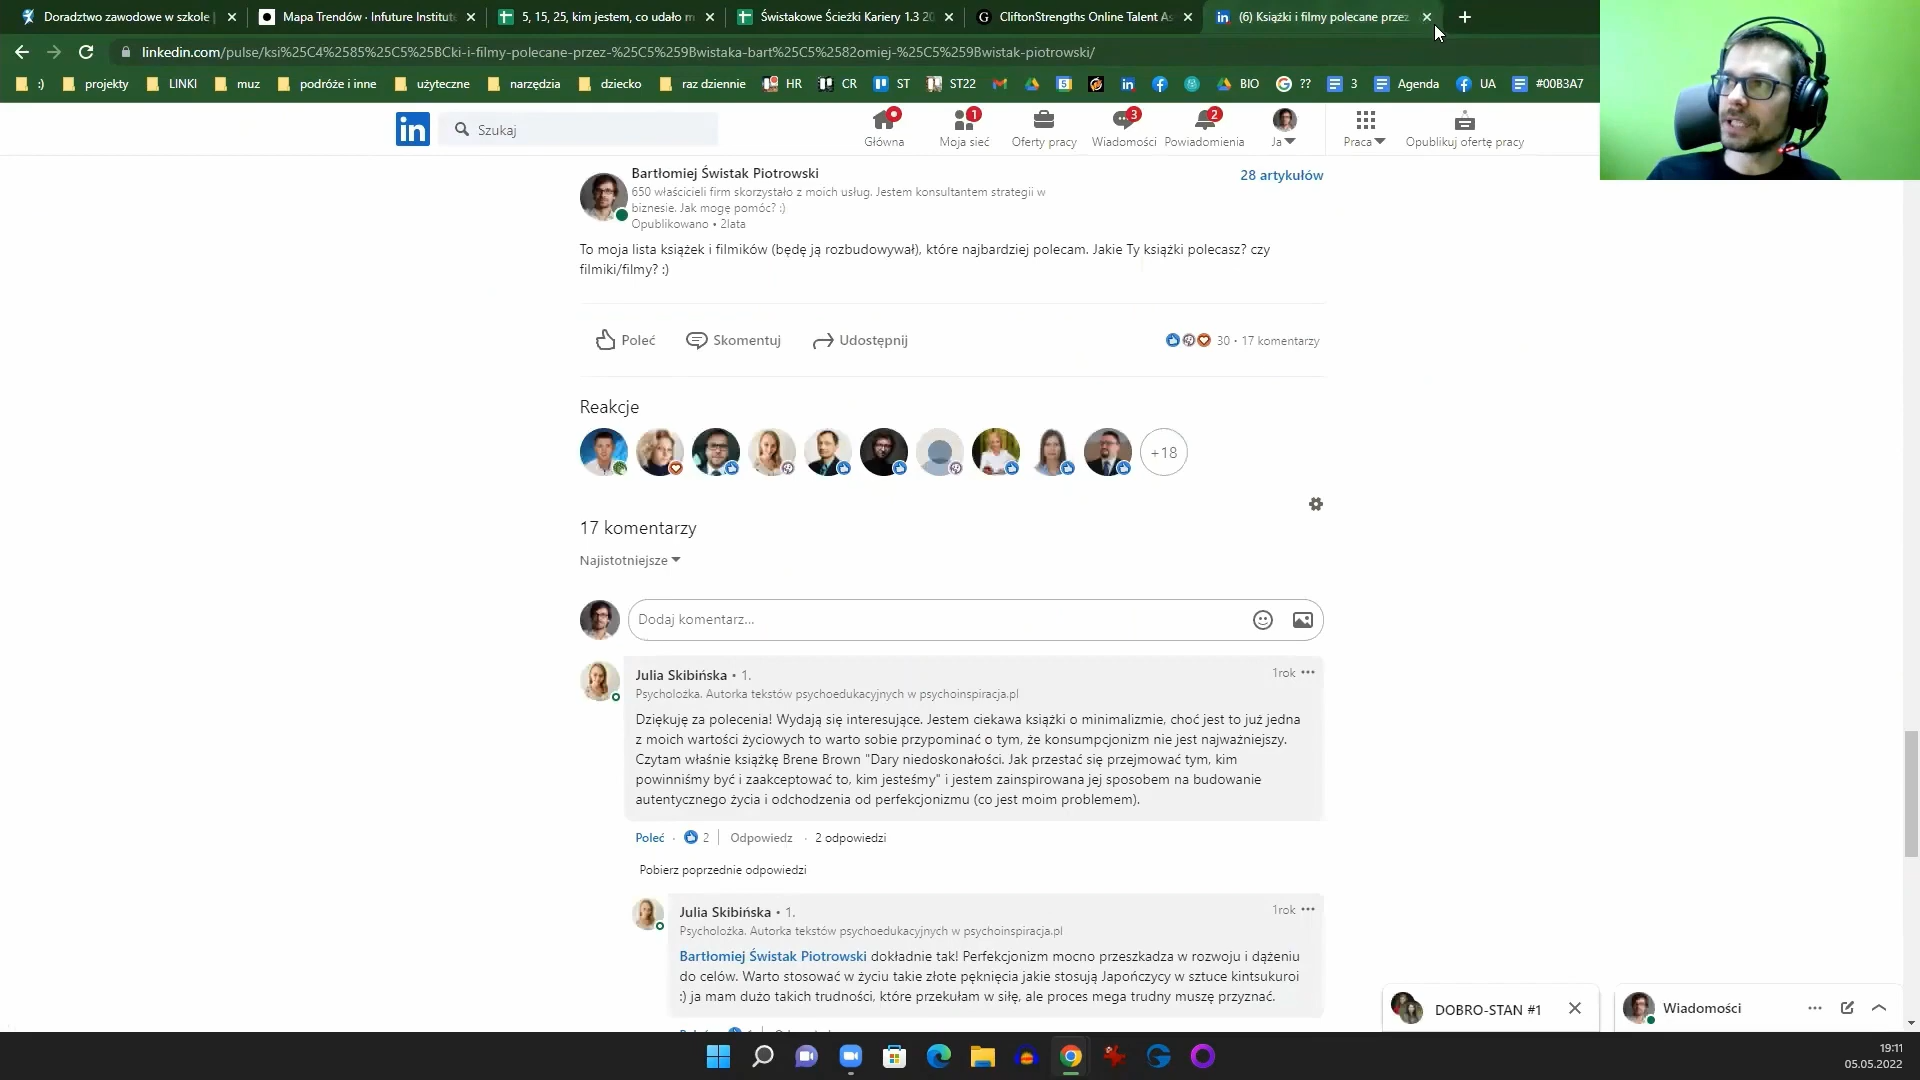 Doradztwo zawodowe w szkole
Mapa Trendów · Infuture Institute
5, 15, 25, kim jestem, co udało m
Świstakowe Ścieżki Kariery 1.3 20
CliftonStrengths Online Talent As
(6) Książki i filmy polecane przez
linkedin.com/pulse/ksi%25C4%2585%25C5%25BCki-i-filmy-polecane-przez-%25C5%259Bwistaka-bart%25C5%2582omiej-%25C5%259Bwistak-piotrowski/
:) projekty LINKI muz podróże i inne użyteczne narzędzia dziecko raz dziennie HR CR ST ST22 BIO ?? 3 Agenda UA #00B3A7
in Szukaj
1 3 2
Główna Moja sieć Oferty pracy Wiadomości Powiadomienia Ja Praca Opublikuj ofertę pracy
Bartłomiej Świstak Piotrowski
28 artykułów
650 właścicieli firm skorzystało z moich usług. Jestem konsultantem strategii w
biznesie. Jak mogę pomóc? :)
Opublikowano • 2lata
To moja lista książek i filmików (będę ją rozbudowywał), które najbardziej polecam. Jakie Ty książki polecasz? czy
filmiki/filmy? :)
Poleć Skomentuj Udostępnij 30 • 17 komentarzy
Reakcje
+18
17 komentarzy
Najistotniejsze
Dodaj komentarz...
Julia Skibińska • 1. 1rok
Psycholożka. Autorka tekstów psychoedukacyjnych w psychoinspiracja.pl
Dziękuję za polecenia! Wydają się interesujące. Jestem ciekawa książki o minimalizmie, choć jest to już jedna
z moich wartości życiowych to warto sobie przypominać o tym, że konsumpcjonizm nie jest najważniejszy.
Czytam właśnie książkę Brene Brown "Dary niedoskonałości. Jak przestać się przejmować tym, kim
powinniśmy być i zaakceptować to, kim jesteśmy" i jestem zainspirowana jej sposobem na budowanie
autentycznego życia i odchodzenia od perfekcjonizmu (co jest moim problemem).
Poleć · 2 Odpowiedz · 2 odpowiedzi
Pobierz poprzednie odpowiedzi
Julia Skibińska • 1. 1rok
Psycholożka. Autorka tekstów psychoedukacyjnych w psychoinspiracja.pl
Bartłomiej Świstak Piotrowski dokładnie tak! Perfekcjonizm mocno przeszkadza w rozwoju i dążeniu
do celów. Warto stosować w życiu takie złote pęknięcia jakie stosują Japończycy w sztuce kintsukuroi
:) ja mam dużo takich trudności, które przekułam w siłę, ale proces mega trudny muszę przyznać.
DOBRO-STAN #1
Wiadomości
19:11
05.05.2022